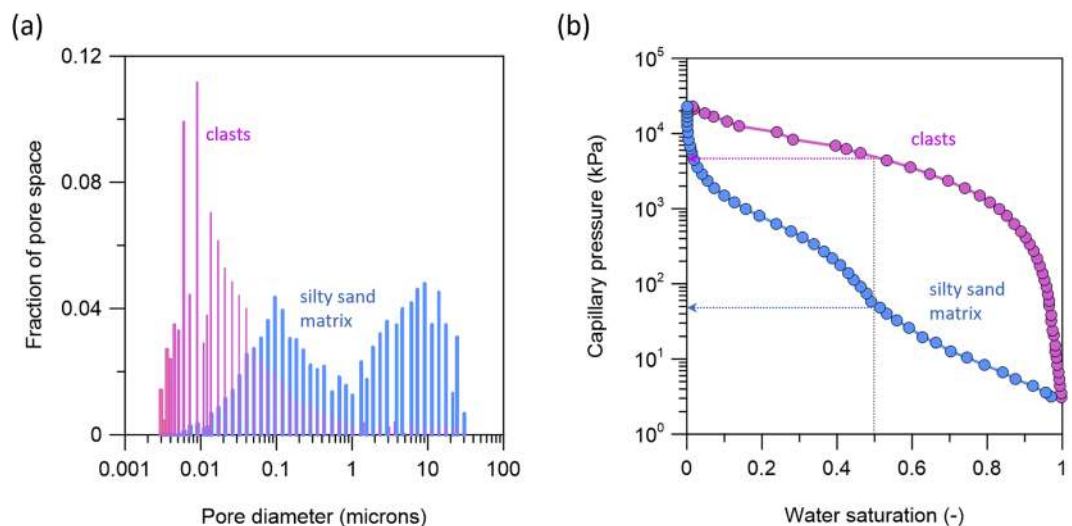 (a)
0.12
0.08
0.04
0
Fraction of pore space
clasts
silty sand
matrix
0.001
0.01
0.1
1
10
100
Pore diameter (microns)
(b)
10^5
10^4
10^3
10^2
10^1
10^0
Capillary pressure (kPa)
clasts
silty sand
matrix
0
0.2
0.4
0.6
0.8
1
Water saturation (-)